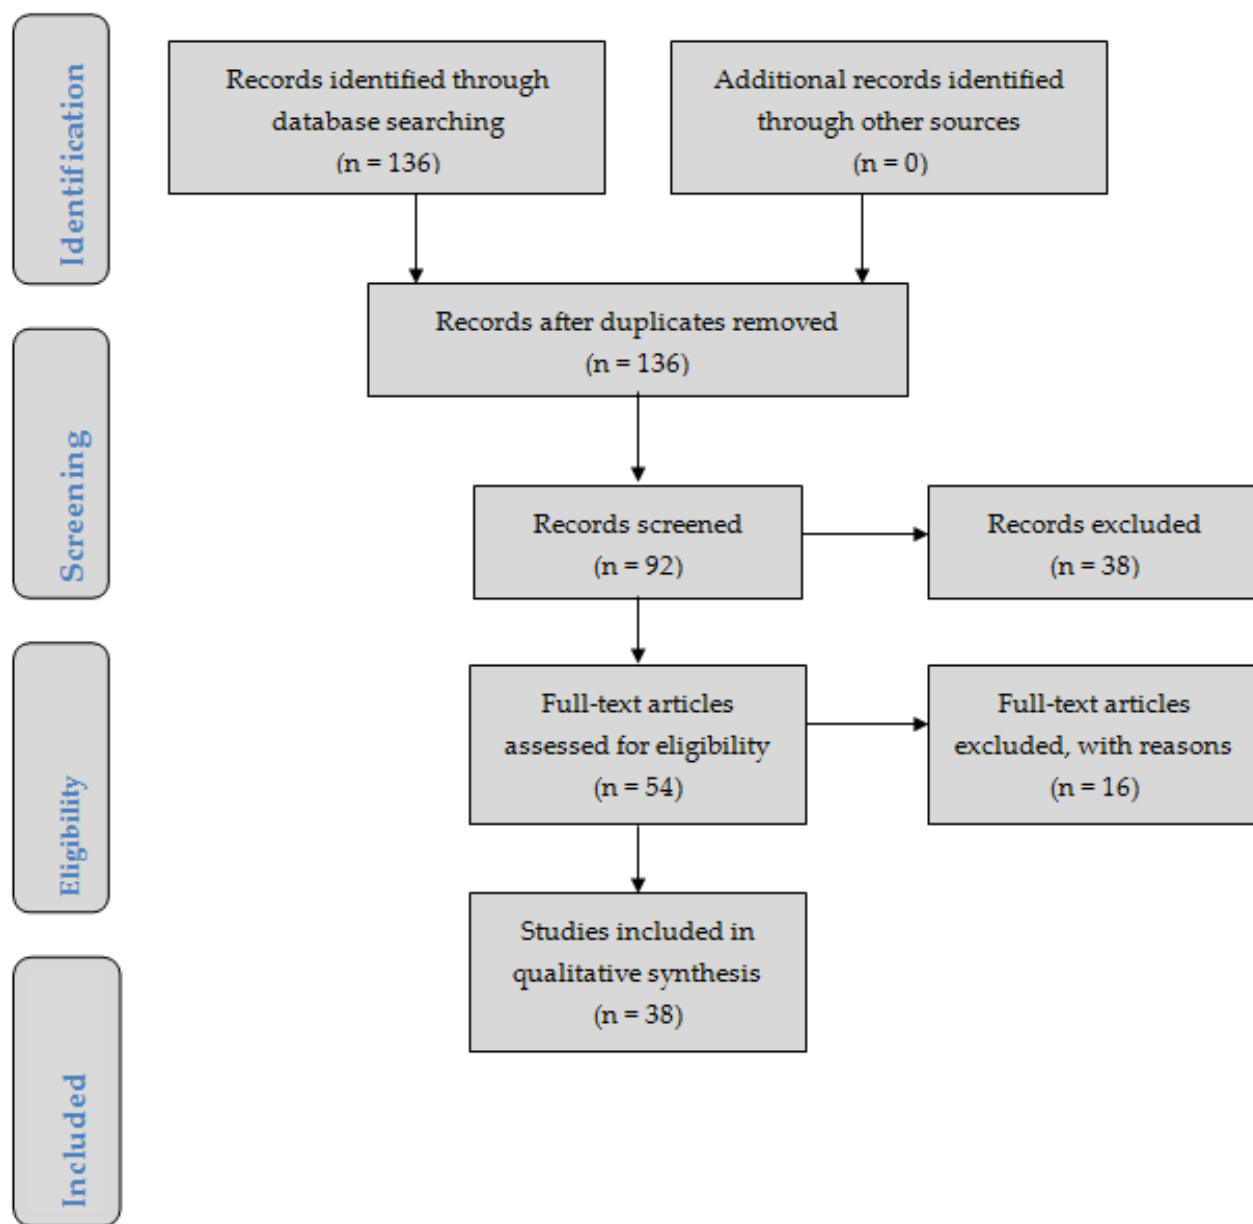 Identification
Records identified through
database searching
(n = 136)
Additional records identified
through other sources
(n = 0)
Records after duplicates removed
(n = 136)
Screening
Records screened
(n = 92)
Records excluded
(n = 38)
Eligibility
Full-text articles
assessed for eligibility
(n = 54)
Full-text articles
excluded, with reasons
(n = 16)
Included
Studies included in
qualitative synthesis
(n = 38)